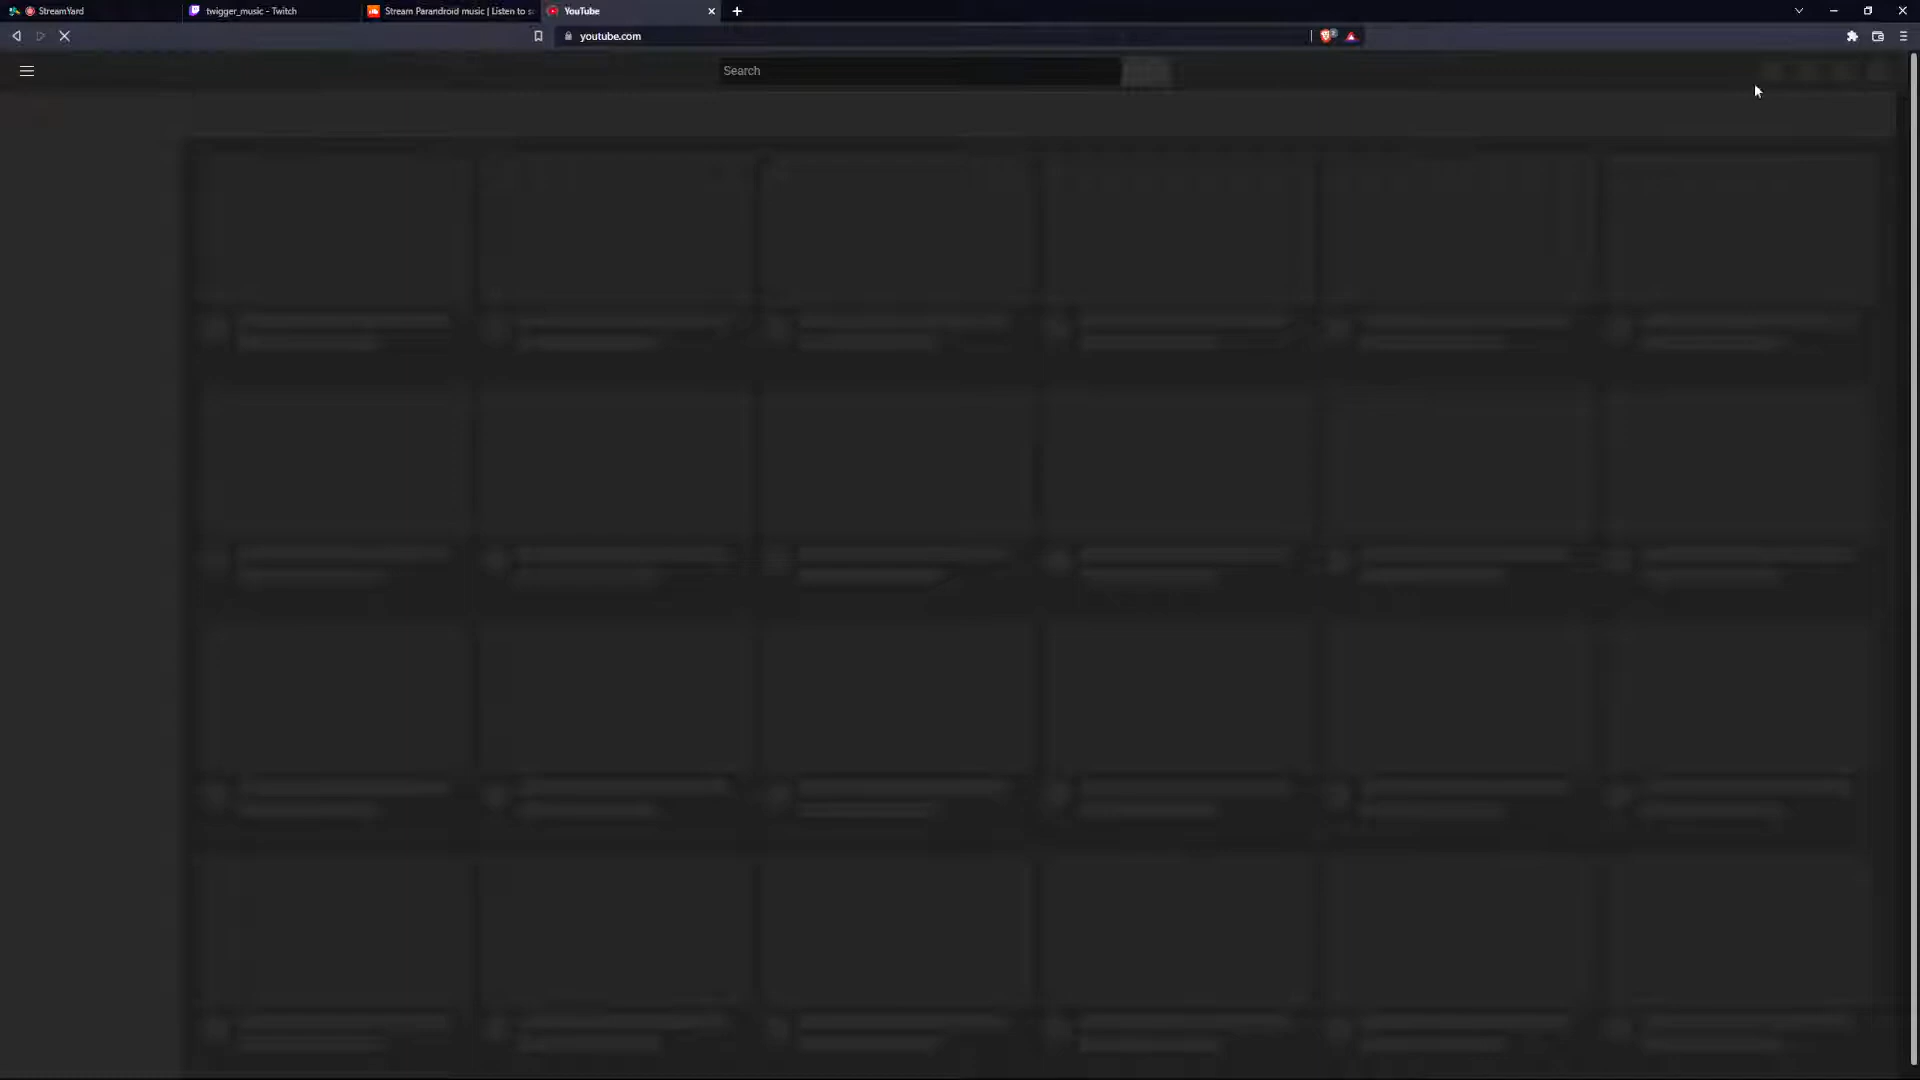 StreamYard
twigger_music - Twitch
Stream Parandroid music | Listen to s
YouTube
youtube.com
Search